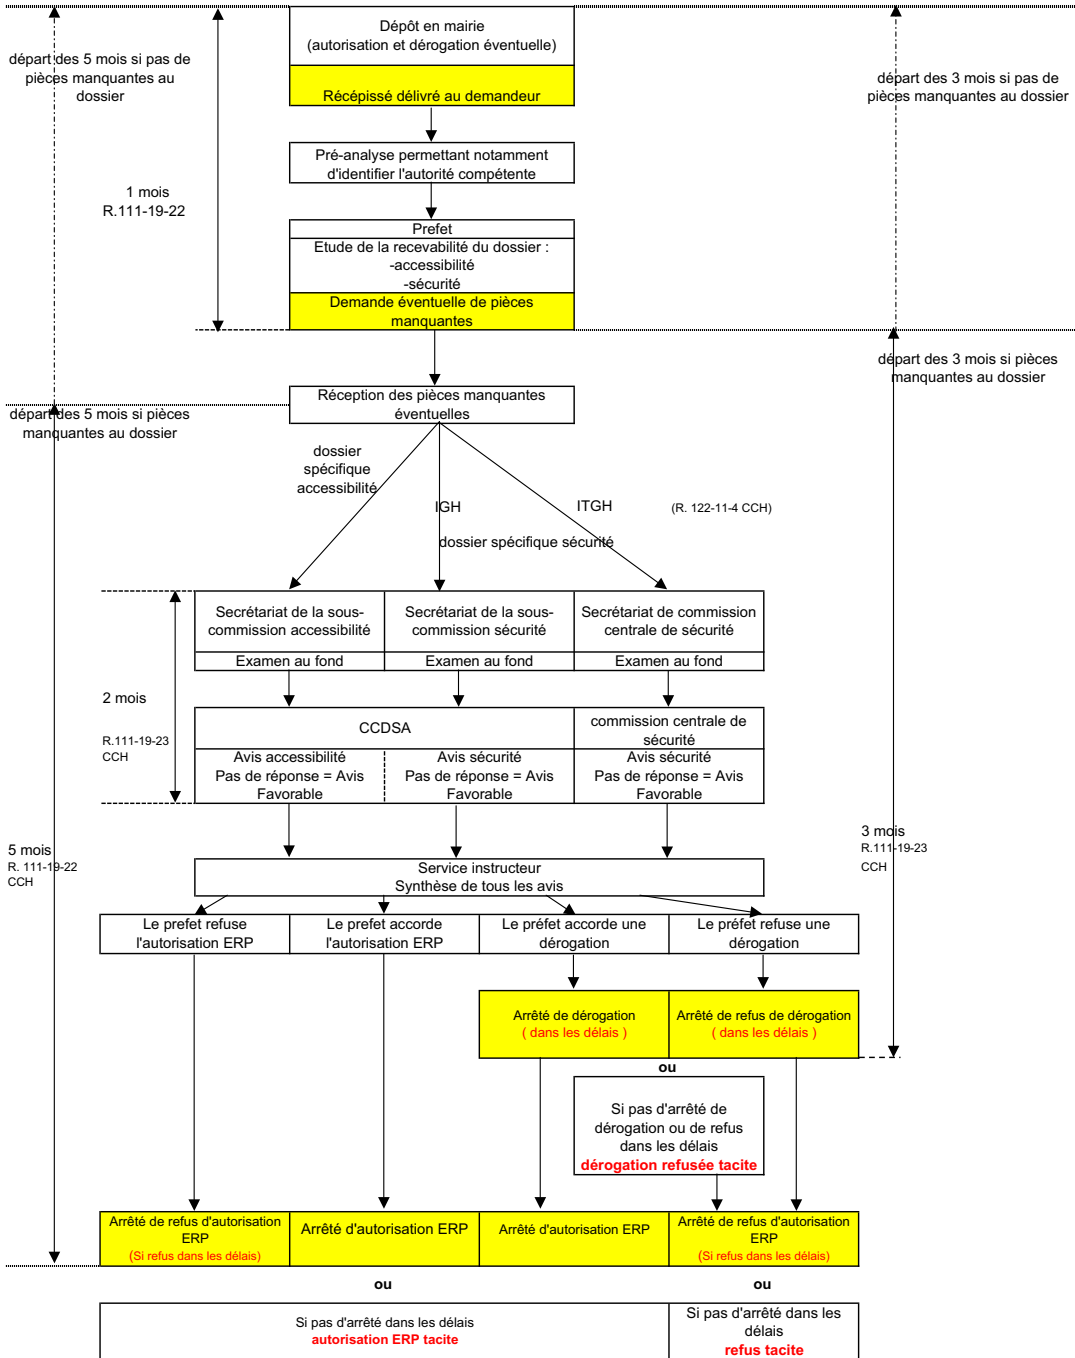 Dépôt en mairie
(autorisation et dérogation éventuelle)
Récépissé délivré au demandeur
départ des 5 mois si pas de
pièces manquantes au
dossier
départ des 3 mois si pas de
pièces manquantes au dossier
Pré-analyse permettant notamment
d'identifier l'autorité compétente
1 mois
R.111-19-22
Prefet
Etude de la recevabilité du dossier :
-accessibilité
-sécurité
Demande éventuelle de pièces
manquantes
départ des 3 mois si pièces
manquantes au dossier
Réception des pièces manquantes
éventuelles
départ des 5 mois si pièces
manquantes au dossier
dossier
spécifique
accessibilité
IGH
ITGH
(R. 122-11-4 CCH)
dossier spécifique sécurité
Secrétariat de la sous-
commission accessibilité
Secrétariat de la sous-
commission sécurité
Secrétariat de commission
centrale de sécurité
Examen au fond
Examen au fond
Examen au fond
2 mois
R.111-19-23
CCH
CCDSA
commission centrale de
sécurité
Avis accessibilité
Pas de réponse = Avis
Favorable
Avis sécurité
Pas de réponse = Avis
Favorable
Avis sécurité
Pas de réponse = Avis
Favorable
5 mois
R. 111-19-22
CCH
3 mois
R.111-19-23
CCH
Service instructeur
Synthèse de tous les avis
Le prefet refuse
l'autorisation ERP
Le prefet accorde
l'autorisation ERP
Le préfet accorde une
dérogation
Le préfet refuse une
dérogation
Arrêté de dérogation
( dans les délais )
Arrêté de refus de dérogation
( dans les délais )
ou
Si pas d'arrêté de
dérogation ou de refus
dans les délais
dérogation refusée tacite
Arrêté de refus d'autorisation
ERP
(Si refus dans les délais)
Arrêté d'autorisation ERP
Arrêté d'autorisation ERP
Arrêté de refus d'autorisation
ERP
(Si refus dans les délais)
ou
ou
Si pas d'arrêté dans les délais
autorisation ERP tacite
Si pas d'arrêté dans les
délais
refus tacite